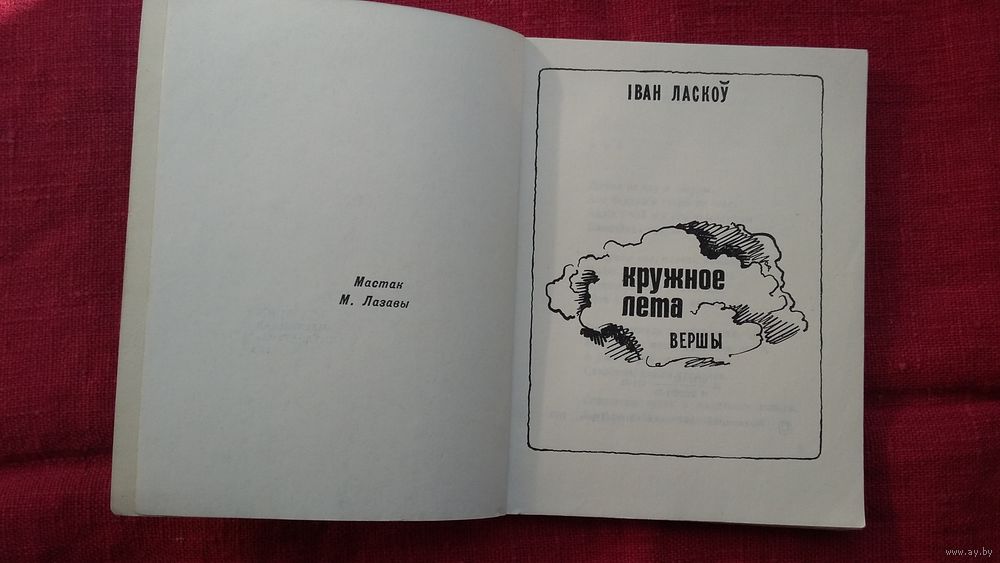 Мастак
М. Лазавы
ІВАН ЛАСКОЎ
кружное
лета
ВЕРШЫ
www.ay.by